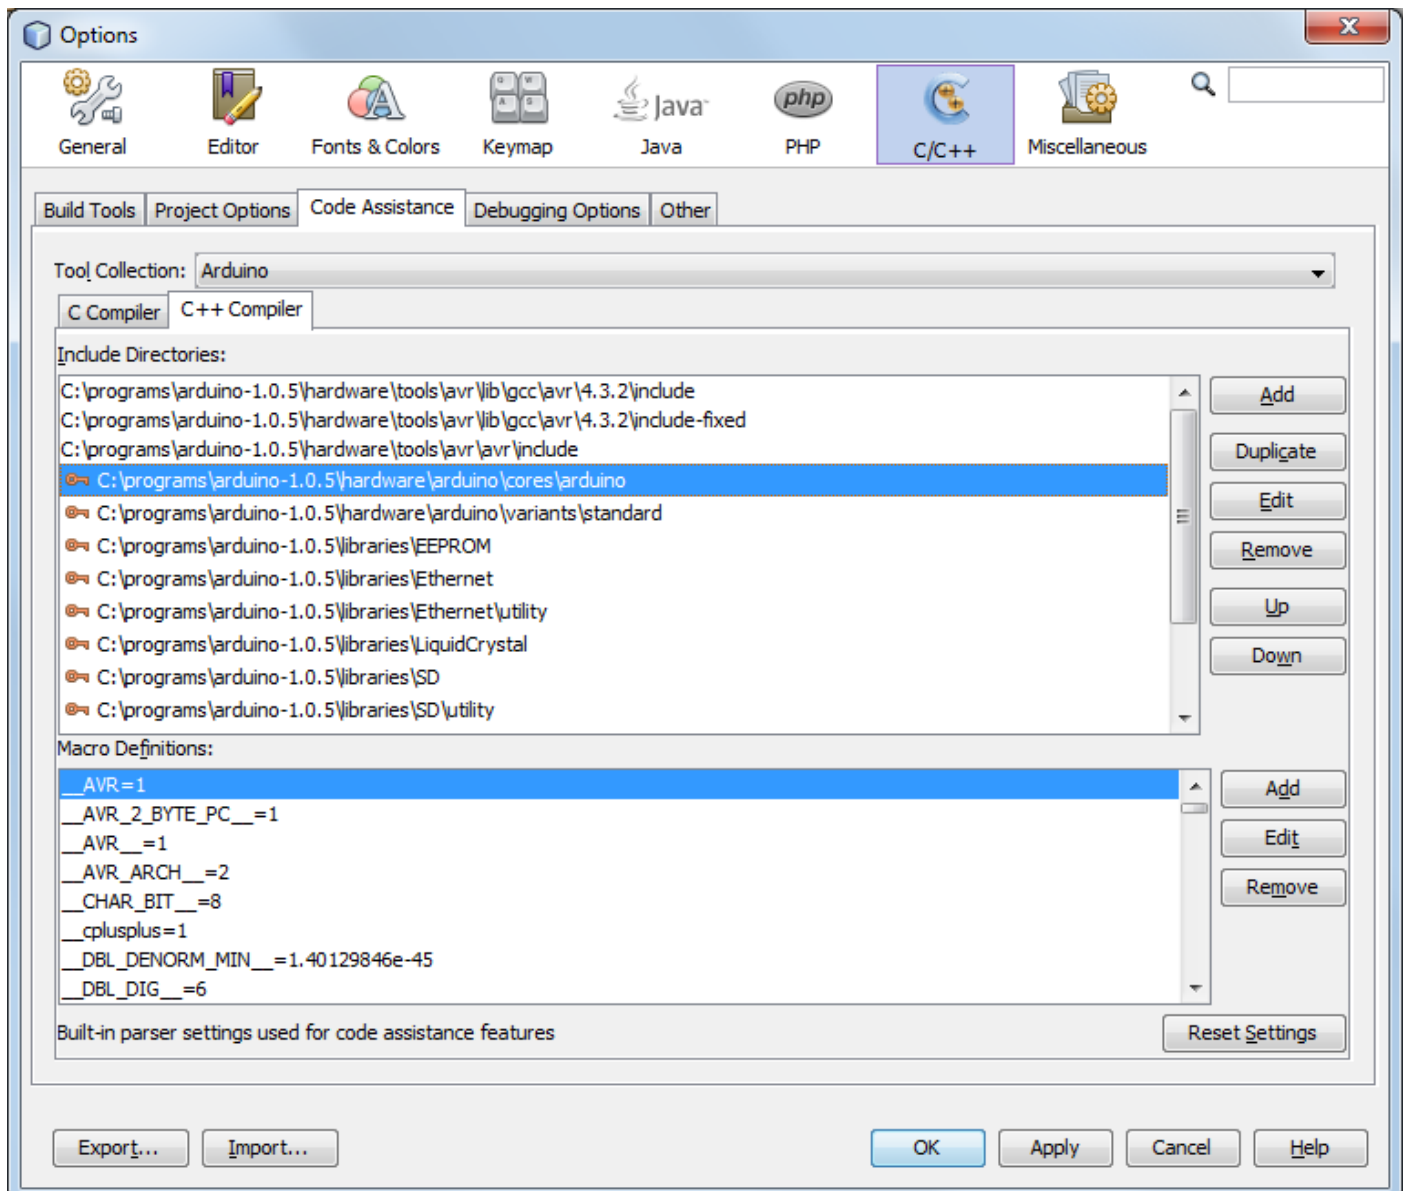 Options
General
Editor
Fonts & Colors
Keymap
Java
Java
php
PHP
C/C++
Miscellaneous
Build Tools
Project Options
Code Assistance
Debugging Options
Other
Tool Collection: Arduino
C Compiler
C++ Compiler
Include Directories:
C:\programs\arduino-1.0.5\hardware\tools\avr\lib\gcc\avr\4.3.2\include
C:\programs\arduino-1.0.5\hardware\tools\avr\lib\gcc\avr\4.3.2\include-fixed
C:\programs\arduino-1.0.5\hardware\tools\avr\avr\include
C:\programs\arduino-1.0.5\hardware\arduino\cores\arduino
C:\programs\arduino-1.0.5\hardware\arduino\variants\standard
C:\programs\arduino-1.0.5\libraries\EEPROM
C:\programs\arduino-1.0.5\libraries\Ethernet
C:\programs\arduino-1.0.5\libraries\Ethernet\utility
C:\programs\arduino-1.0.5\libraries\LiquidCrystal
C:\programs\arduino-1.0.5\libraries\SD
C:\programs\arduino-1.0.5\libraries\SD\utility
Add
Duplicate
Edit
Remove
Up
Down
Macro Definitions:
__AVR=1
__AVR_2_BYTE_PC__=1
__AVR__=1
__AVR_ARCH__=2
__CHAR_BIT__=8
__cplusplus=1
__DBL_DENORM_MIN__=1.40129846e-45
__DBL_DIG__=6
Add
Edit
Remove
Built-in parser settings used for code assistance features
Reset Settings
Export...
Import...
OK
Apply
Cancel
Help